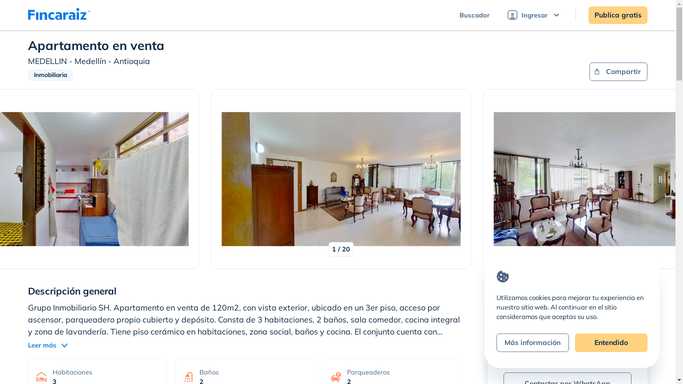 Fincaraiz
Buscador
Ingresar
Publica gratis
Apartamento en venta
MEDELLIN - Medellín - Antioquia
Inmobiliaria
Compartir
1 / 20
Descripción general
Grupo Inmobiliario SH. Apartamento en venta de 120m2, con vista exterior, ubicado en un 3er piso, acceso por
ascensor, parqueadero propio cubierto y depósito. Consta de 3 habitaciones, 2 baños, sala comedor, cocina integral
y zona de lavandería. Tiene piso cerámico en habitaciones, zona social, baños y cocina. El conjunto cuenta con...
Leer más
Habitaciones
3
Baños
2
Parqueaderos
2
Utilizamos cookies para mejorar tu experiencia en
nuestro sitio web. Al continuar en el sitio
consideramos que aceptas su uso.
Más información
Entendido
Contactar por WhatsApp